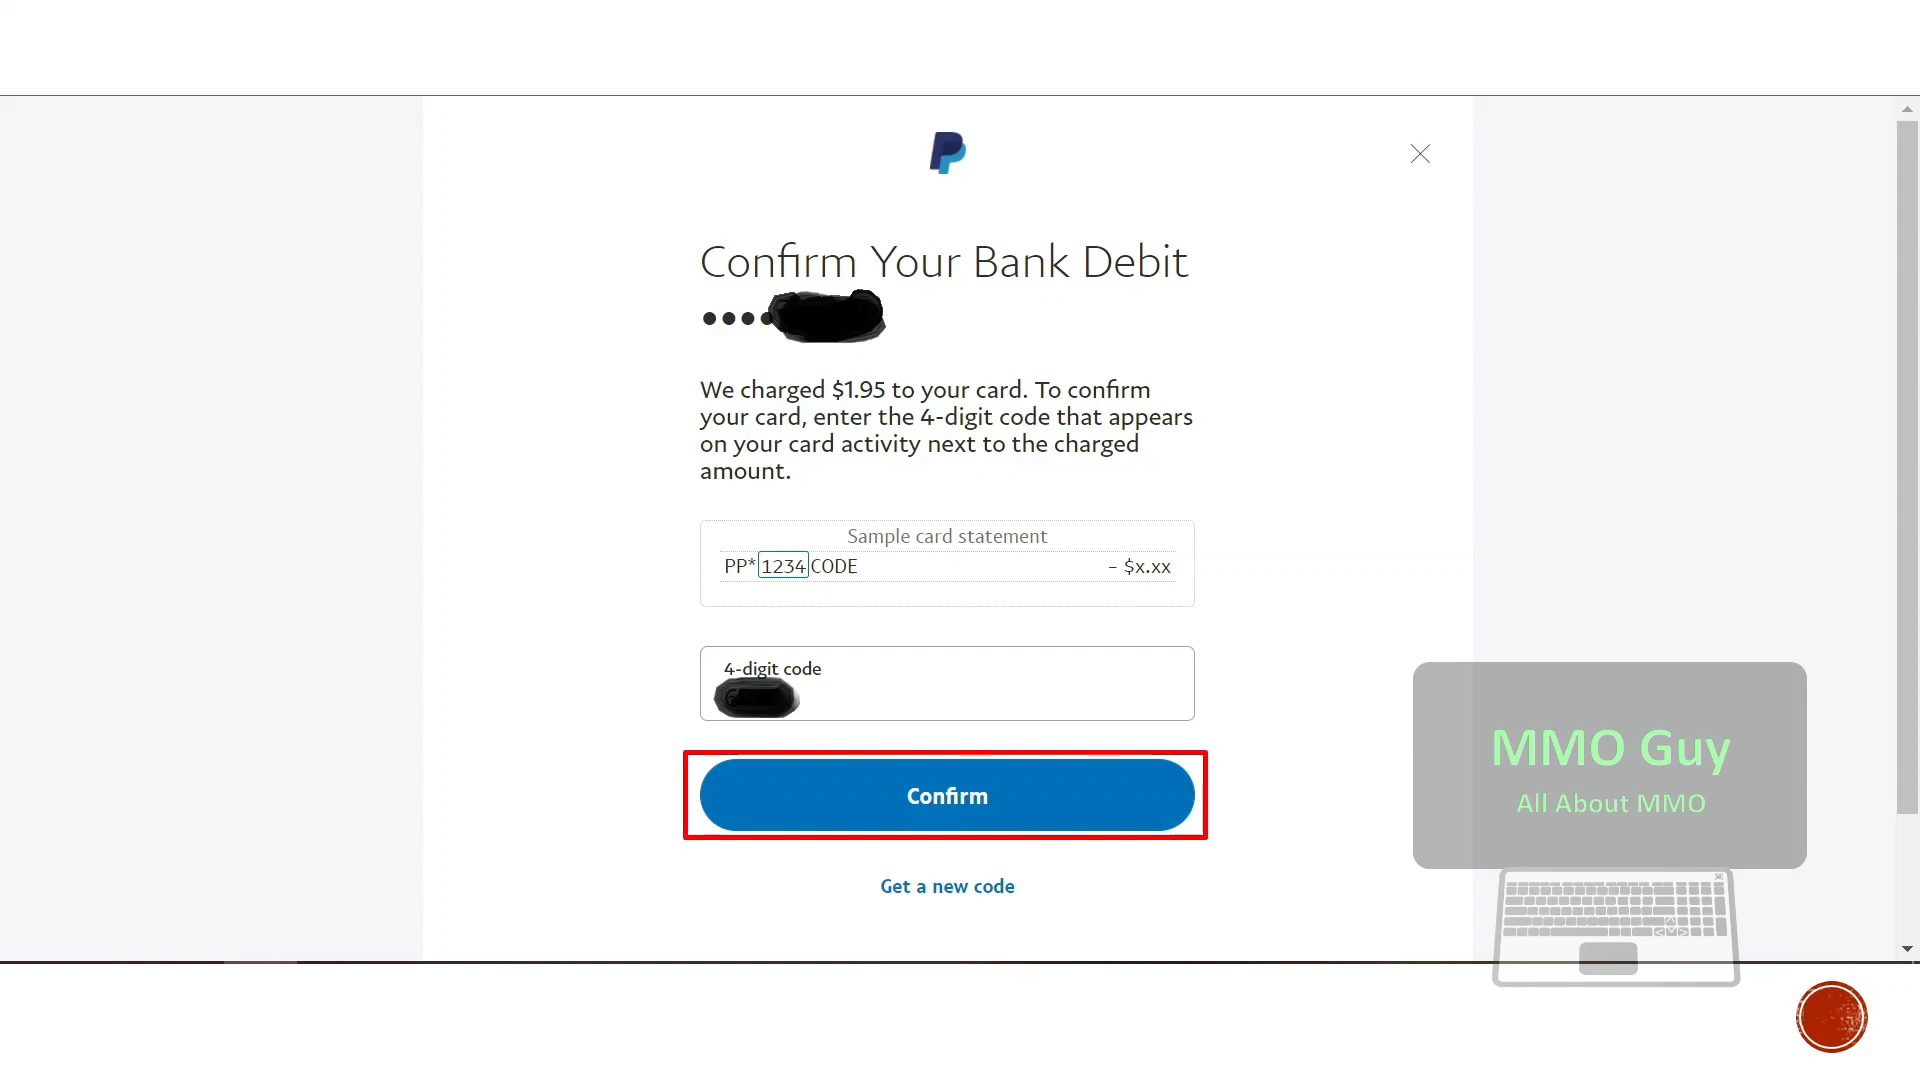 Confirm Your Bank Debit
••••
We charged $1.95 to your card. To confirm
your card, enter the 4-digit code that appears
on your card activity next to the charged
amount.
Sample card statement
PP*1234CODE - $x.xx
4-digit code
Confirm
Get a new code
MMO Guy
All About MMO